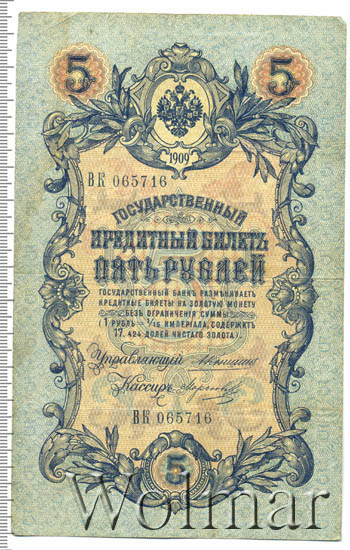 5 5
1909
ВК 065716
ГОСУДАРСТВЕННЫЙ
КРЕДИТНЫЙ БИЛЕТЪ
ПЯТЬ РУБЛЕЙ
ГОСУДАРСТВЕННЫЙ БАНКЪ РАЗМѢНИВАЕТЪ
КРЕДИТНЫЕ БИЛЕТЫ НА ЗОЛОТУЮ МОНЕТУ
БЕЗЪ ОГРАНИЧЕНІЯ СУММЫ
(1 РУБЛЬ = 1/15 ИМПЕРІАЛА, СОДЕРЖИТЪ
17,424 ДОЛЕЙ ЧИСТАГО ЗОЛОТА).
Управляющій
Кассиръ
ВК 065716
5
Wolmar